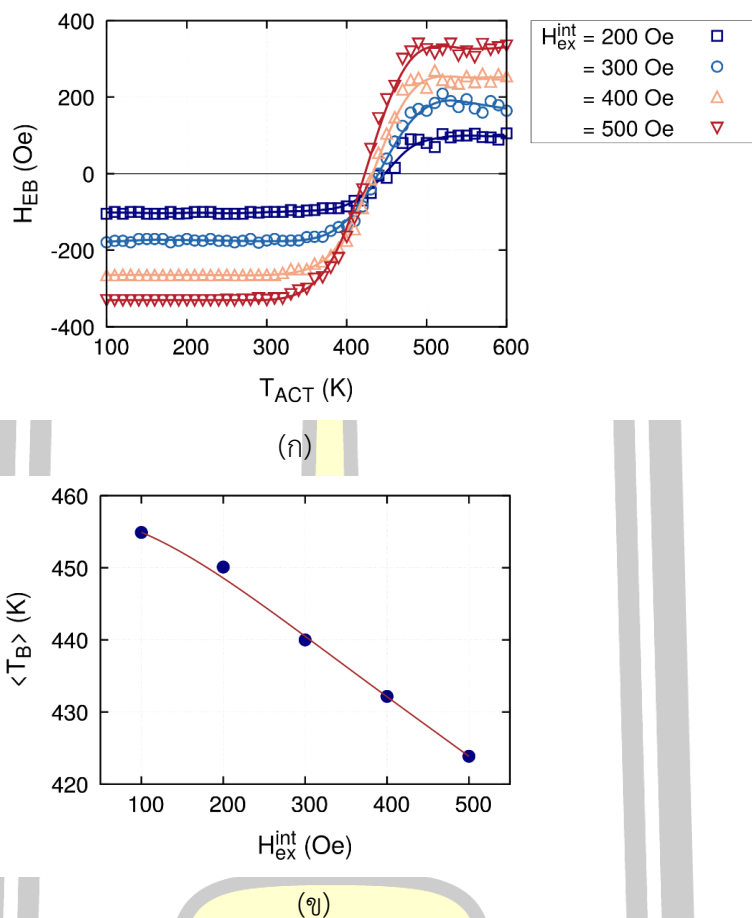 400
200
0
-200
-400
H_EB (Oe)
100 200 300 400 500 600
T_ACT (K)
H_ex^int = 200 Oe
= 300 Oe
= 400 Oe
= 500 Oe
(ก)
460
450
440
430
420
<T_B> (K)
100 200 300 400 500
H_ex^int (Oe)
(ข)